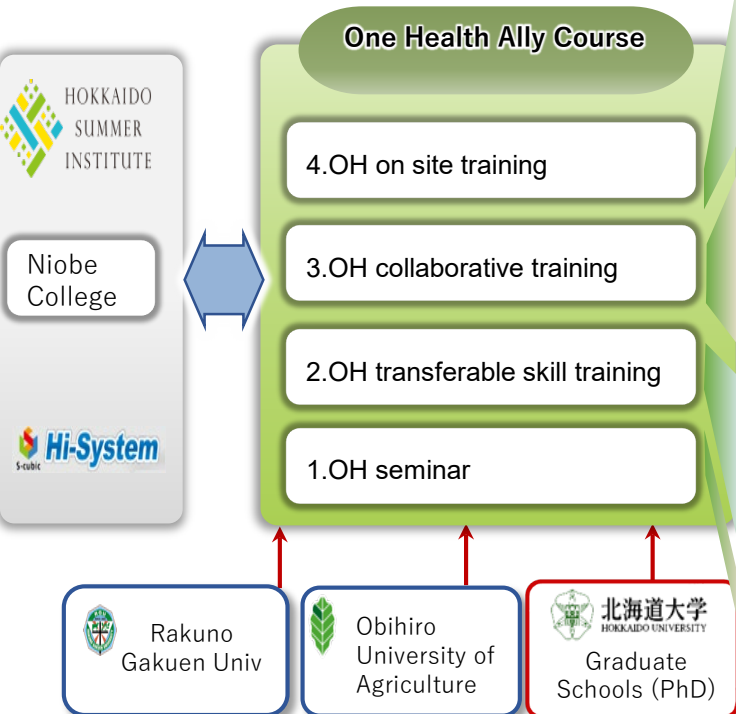 One Health Ally Course
HOKKAIDO
SUMMER
INSTITUTE
Niobe
College
S-cubic
Hi-System
4.OH on site training
3.OH collaborative training
2.OH transferable skill training
1.OH seminar
Rakuno
Gakuen Univ
Obihiro
University of
Agriculture
北海道大学
HOKKAIDO UNIVERSITY
Graduate
Schools (PhD)